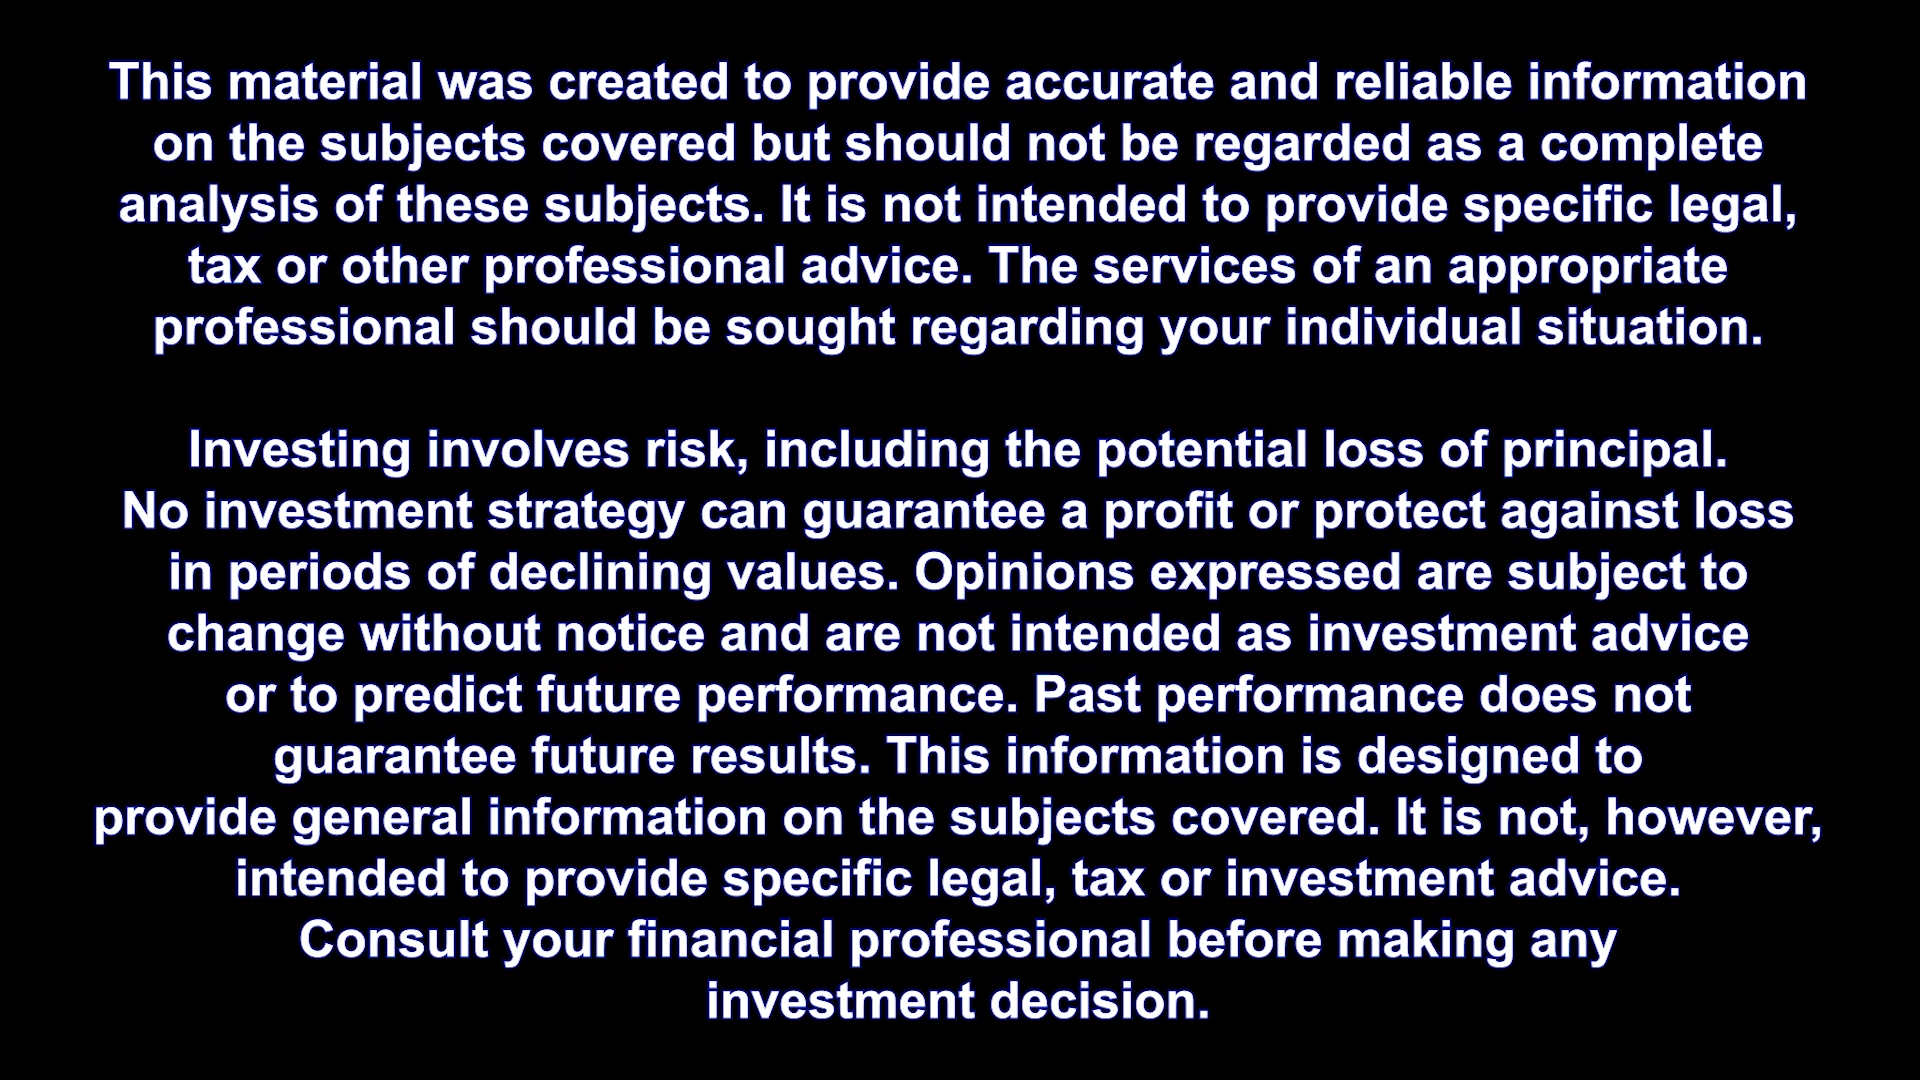 This material was created to provide accurate and reliable information
on the subjects covered but should not be regarded as a complete
analysis of these subjects. It is not intended to provide specific legal,
tax or other professional advice. The services of an appropriate
professional should be sought regarding your individual situation.
Investing involves risk, including the potential loss of principal.
No investment strategy can guarantee a profit or protect against loss
in periods of declining values. Opinions expressed are subject to
change without notice and are not intended as investment advice
or to predict future performance. Past performance does not
guarantee future results. This information is designed to
provide general information on the subjects covered. It is not, however,
intended to provide specific legal, tax or investment advice.
Consult your financial professional before making any
investment decision.